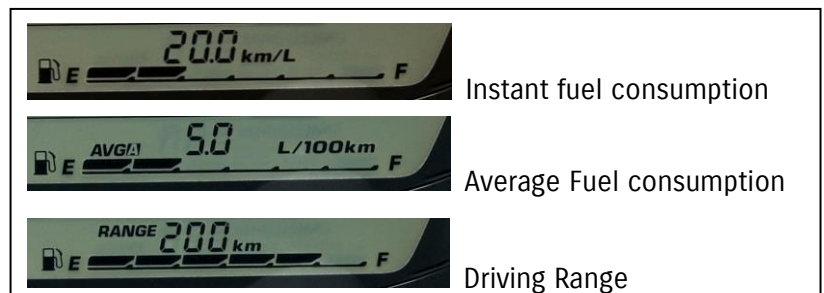 20.0 km/L
E F
Instant fuel consumption
AVG[A] 5.0 L/100km
E F
Average Fuel consumption
RANGE 200 km
E F
Driving Range